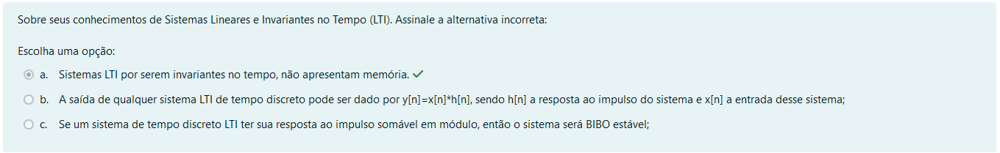 Sobre seus conhecimentos de Sistemas Lineares e Invariantes no Tempo (LTI). Assinale a alternativa incorreta:
Escolha uma opção:
a. Sistemas LTI por serem invariantes no tempo, não apresentam memória. ✓
b. A saída de qualquer sistema LTI de tempo discreto pode ser dado por y[n]=x[n]*h[n], sendo h[n] a resposta ao impulso do sistema e x[n] a entrada desse sistema;
c. Se um sistema de tempo discreto LTI ter sua resposta ao impulso somável em módulo, então o sistema será BIBO estável;